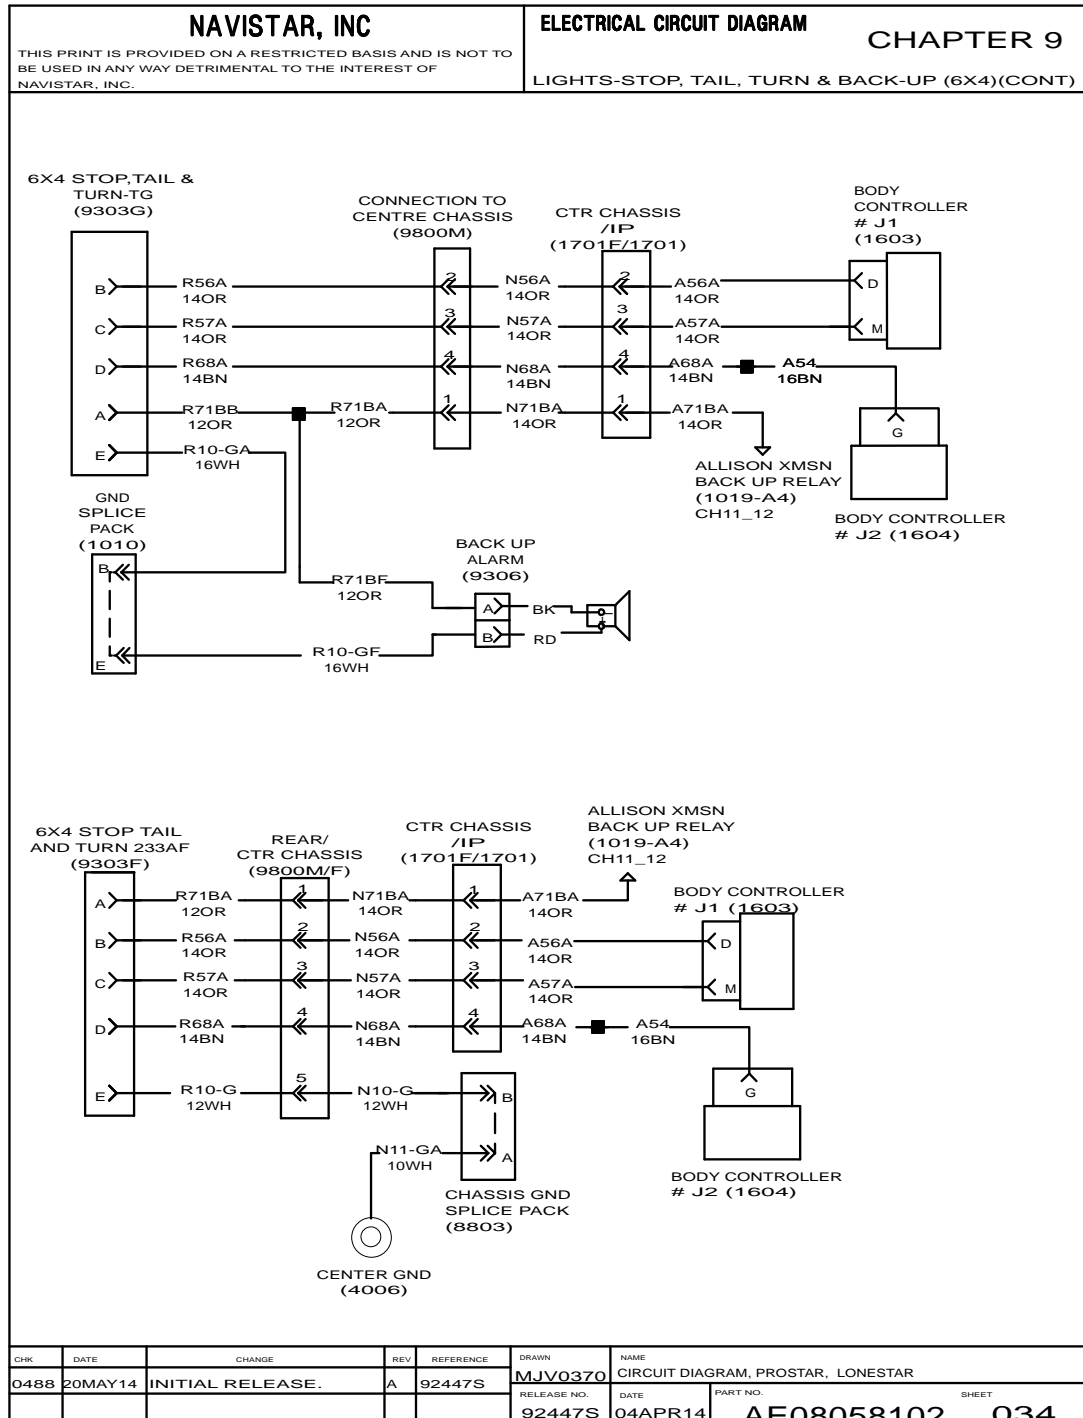 NAVISTAR, INC
THIS PRINT IS PROVIDED ON A RESTRICTED BASIS AND IS NOT TO
BE USED IN ANY WAY DETRIMENTAL TO THE INTEREST OF
NAVISTAR, INC.
ELECTRICAL CIRCUIT DIAGRAM
CHAPTER 9
LIGHTS-STOP, TAIL, TURN & BACK-UP (6X4)(CONT)
6X4 STOP,TAIL &
TURN-TG
(9303G)
CONNECTION TO
CENTRE CHASSIS
(9800M)
CTR CHASSIS
/IP
(1701F/1701)
BODY
CONTROLLER
# J1
(1603)
B R56A 2 N56A 2 A56A D
14OR 14OR 14OR
C R57A 3 N57A 3 A57A M
14OR 14OR 14OR
D R68A 4 N68A 4 A68A A54
14BN 14BN 14BN 16BN
A R71BB R71BA 1 N71BA 1 A71BA
12OR 12OR 14OR 14OR
G
E R10-GA
16WH
ALLISON XMSN
BACK UP RELAY
(1019-A4)
CH11_12
BODY CONTROLLER
# J2 (1604)
GND
SPLICE
PACK
(1010)
B
E
BACK UP
ALARM
(9306)
R71BF A BK
12OR
R10-GF B RD
16WH
6X4 STOP TAIL
AND TURN 233AF
(9303F)
REAR/
CTR CHASSIS
(9800M/F)
CTR CHASSIS
/IP
(1701F/1701)
ALLISON XMSN
BACK UP RELAY
(1019-A4)
CH11_12
BODY CONTROLLER
# J1 (1603)
A R71BA 1 N71BA 1 A71BA
12OR 14OR 14OR
B R56A 2 N56A 2 A56A D
14OR 14OR 14OR
C R57A 3 N57A 3 A57A M
14OR 14OR 14OR
D R68A 4 N68A 4 A68A A54
14BN 14BN 14BN 16BN
E R10-G 5 N10-G B
12WH 12WH
G
N11-GA A
10WH
BODY CONTROLLER
# J2 (1604)
CHASSIS GND
SPLICE PACK
(8803)
CENTER GND
(4006)
CHK DATE CHANGE REV REFERENCE
0488 20MAY14 INITIAL RELEASE. A 92447S
DRAWN
MJV0370
NAME
CIRCUIT DIAGRAM, PROSTAR, LONESTAR
RELEASE NO. DATE PART NO. SHEET
92447S 04APR14 AE08058102 034